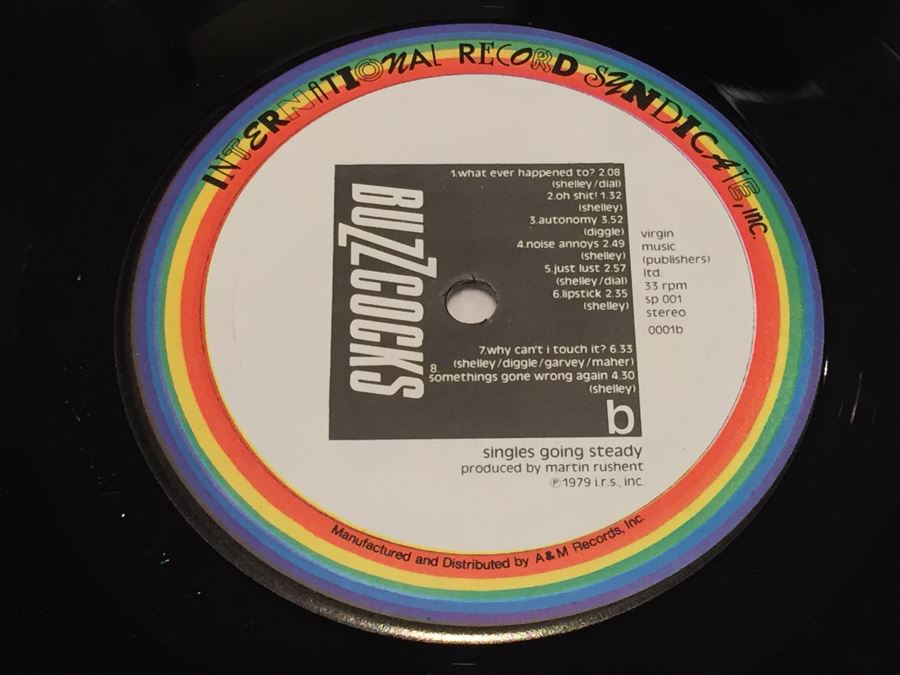 INTERNATIONAL RECORD SYNDICATE, INC.
BUZZCOCKS
1.what ever happened to? 2.08
(shelley/dial)
2.oh shit! 1.32
(shelley)
3.autonomy 3.52
(diggle)
4.noise annoys 2.49
(shelley)
5.just lust 2.57
(shelley/dial)
6.lipstick 2.35
(shelley)
7.why can't i touch it? 6.33
(shelley/diggle/garvey/maher)
8.
somethings gone wrong again 4.30
(shelley)
b
virgin
music
(publishers)
ltd.
33 rpm
sp 001
stereo
0001b
singles going steady
produced by martin rushent
℗1979 i.r.s., inc.
Manufactured and Distributed by A&M Records, Inc.